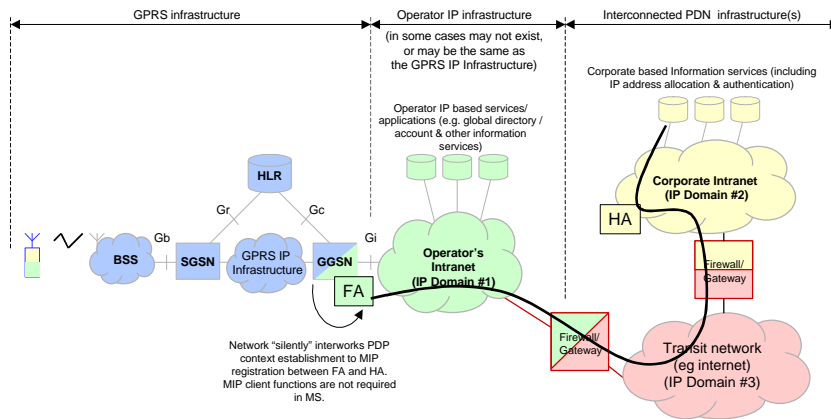 GPRS infrastructure
Operator IP infrastructure
(in some cases may not exist,
or may be the same as
the GPRS IP Infrastructure)
Interconnected PDN infrastructure(s)
Corporate based Information services (including
IP address allocation & authentication)
Operator IP based services/
applications (e.g. global directory /
account & other information
services)
HLR
Gr
Gc
Corporate Intranet
(IP Domain #2)
HA
Gb
Gi
BSS
SGSN
GPRS IP
Infrastructure
GGSN
Operator's
Intranet
(IP Domain #1)
FA
Firewall/
Gateway
Network “silently” interworks PDP
context establishment to MIP
registration between FA and HA.
MIP client functions are not required
in MS.
Firewall/
Gateway
Transit network
(eg internet)
(IP Domain #3)